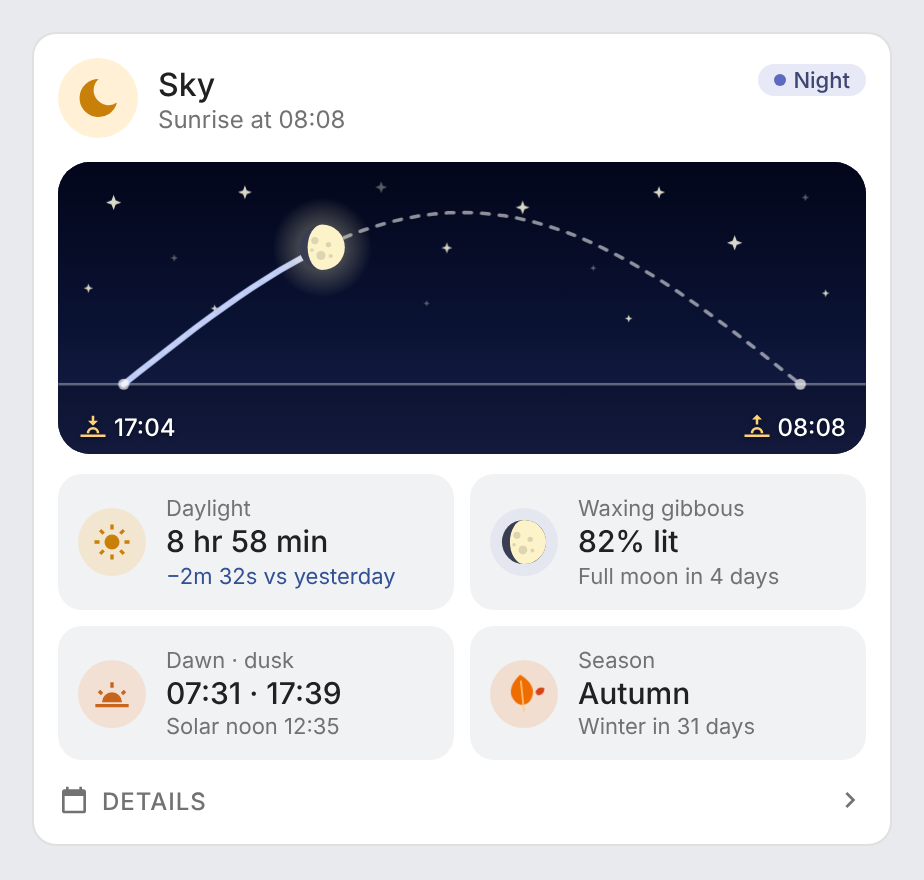 Sky
Night
Sunrise at 08:08
17:04
08:08
Daylight
8 hr 58 min
−2m 32s vs yesterday
Waxing gibbous
82% lit
Full moon in 4 days
Dawn · dusk
07:31 · 17:39
Solar noon 12:35
Season
Autumn
Winter in 31 days
DETAILS